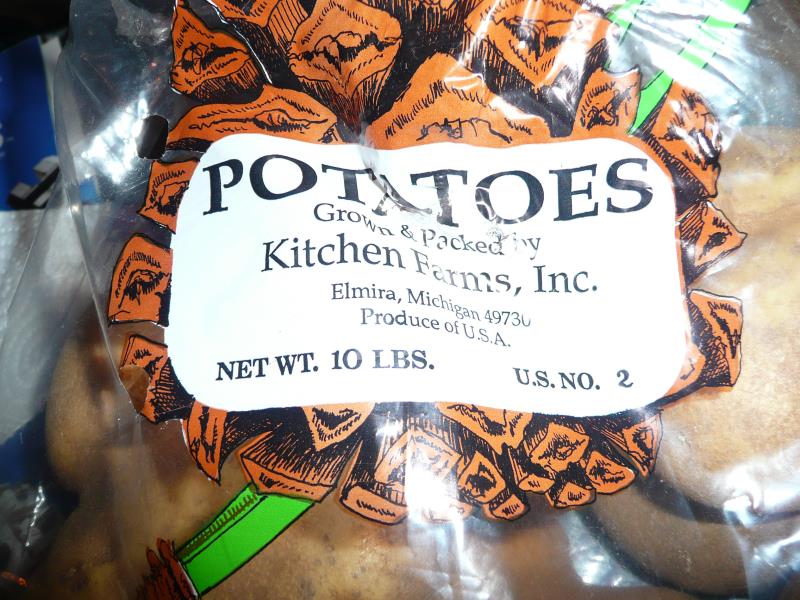 POTATOES
Grown & Packed by
Kitchen Farms, Inc.
Elmira, Michigan 49730
Produce of U.S.A.
NET WT. 10 LBS.
U.S. NO. 2